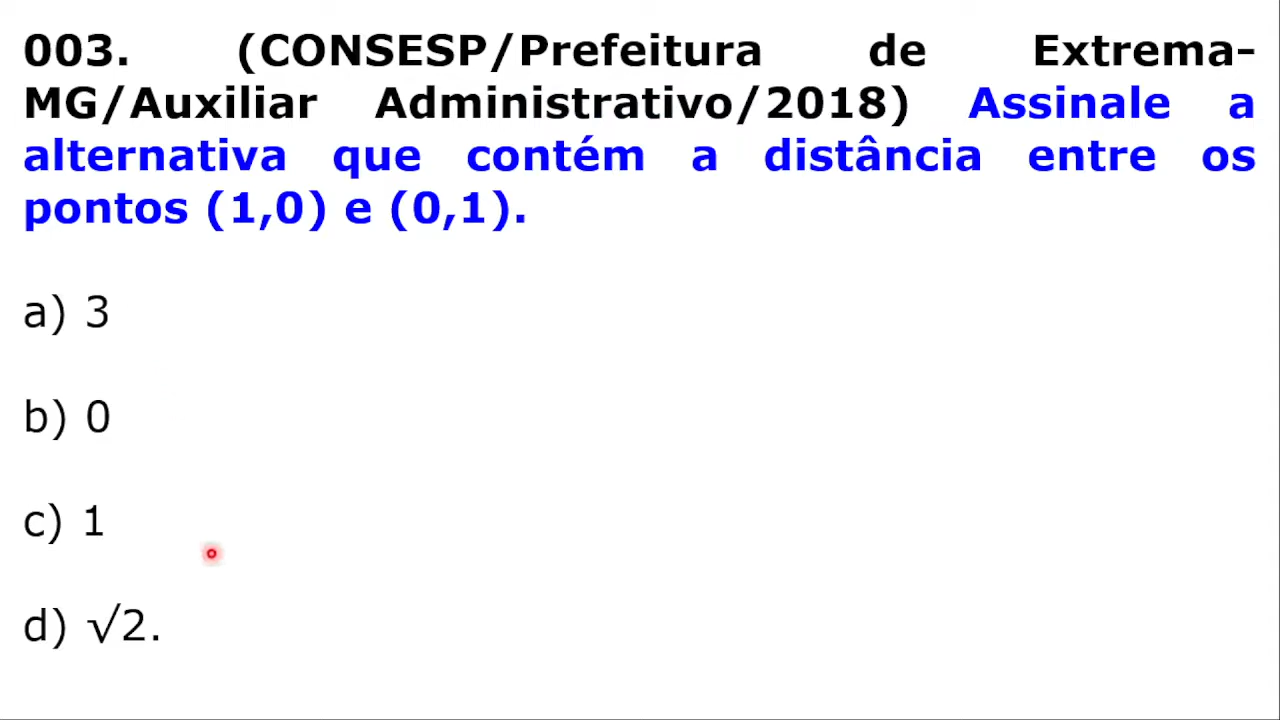 003. (CONSESP/Prefeitura de Extrema-
MG/Auxiliar Administrativo/2018) Assinale a
alternativa que contém a distância entre os
pontos (1,0) e (0,1).
a) 3
b) 0
c) 1
d) √2.